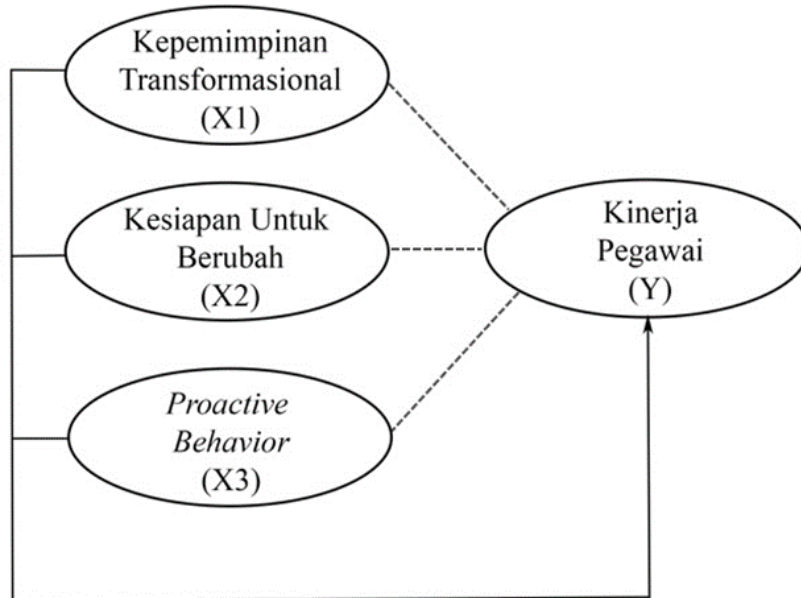 Kepemimpinan
Transformasional
(X1)
Kesiapan Untuk
Berubah
(X2)
Proactive
Behavior
(X3)
Kinerja
Pegawai
(Y)